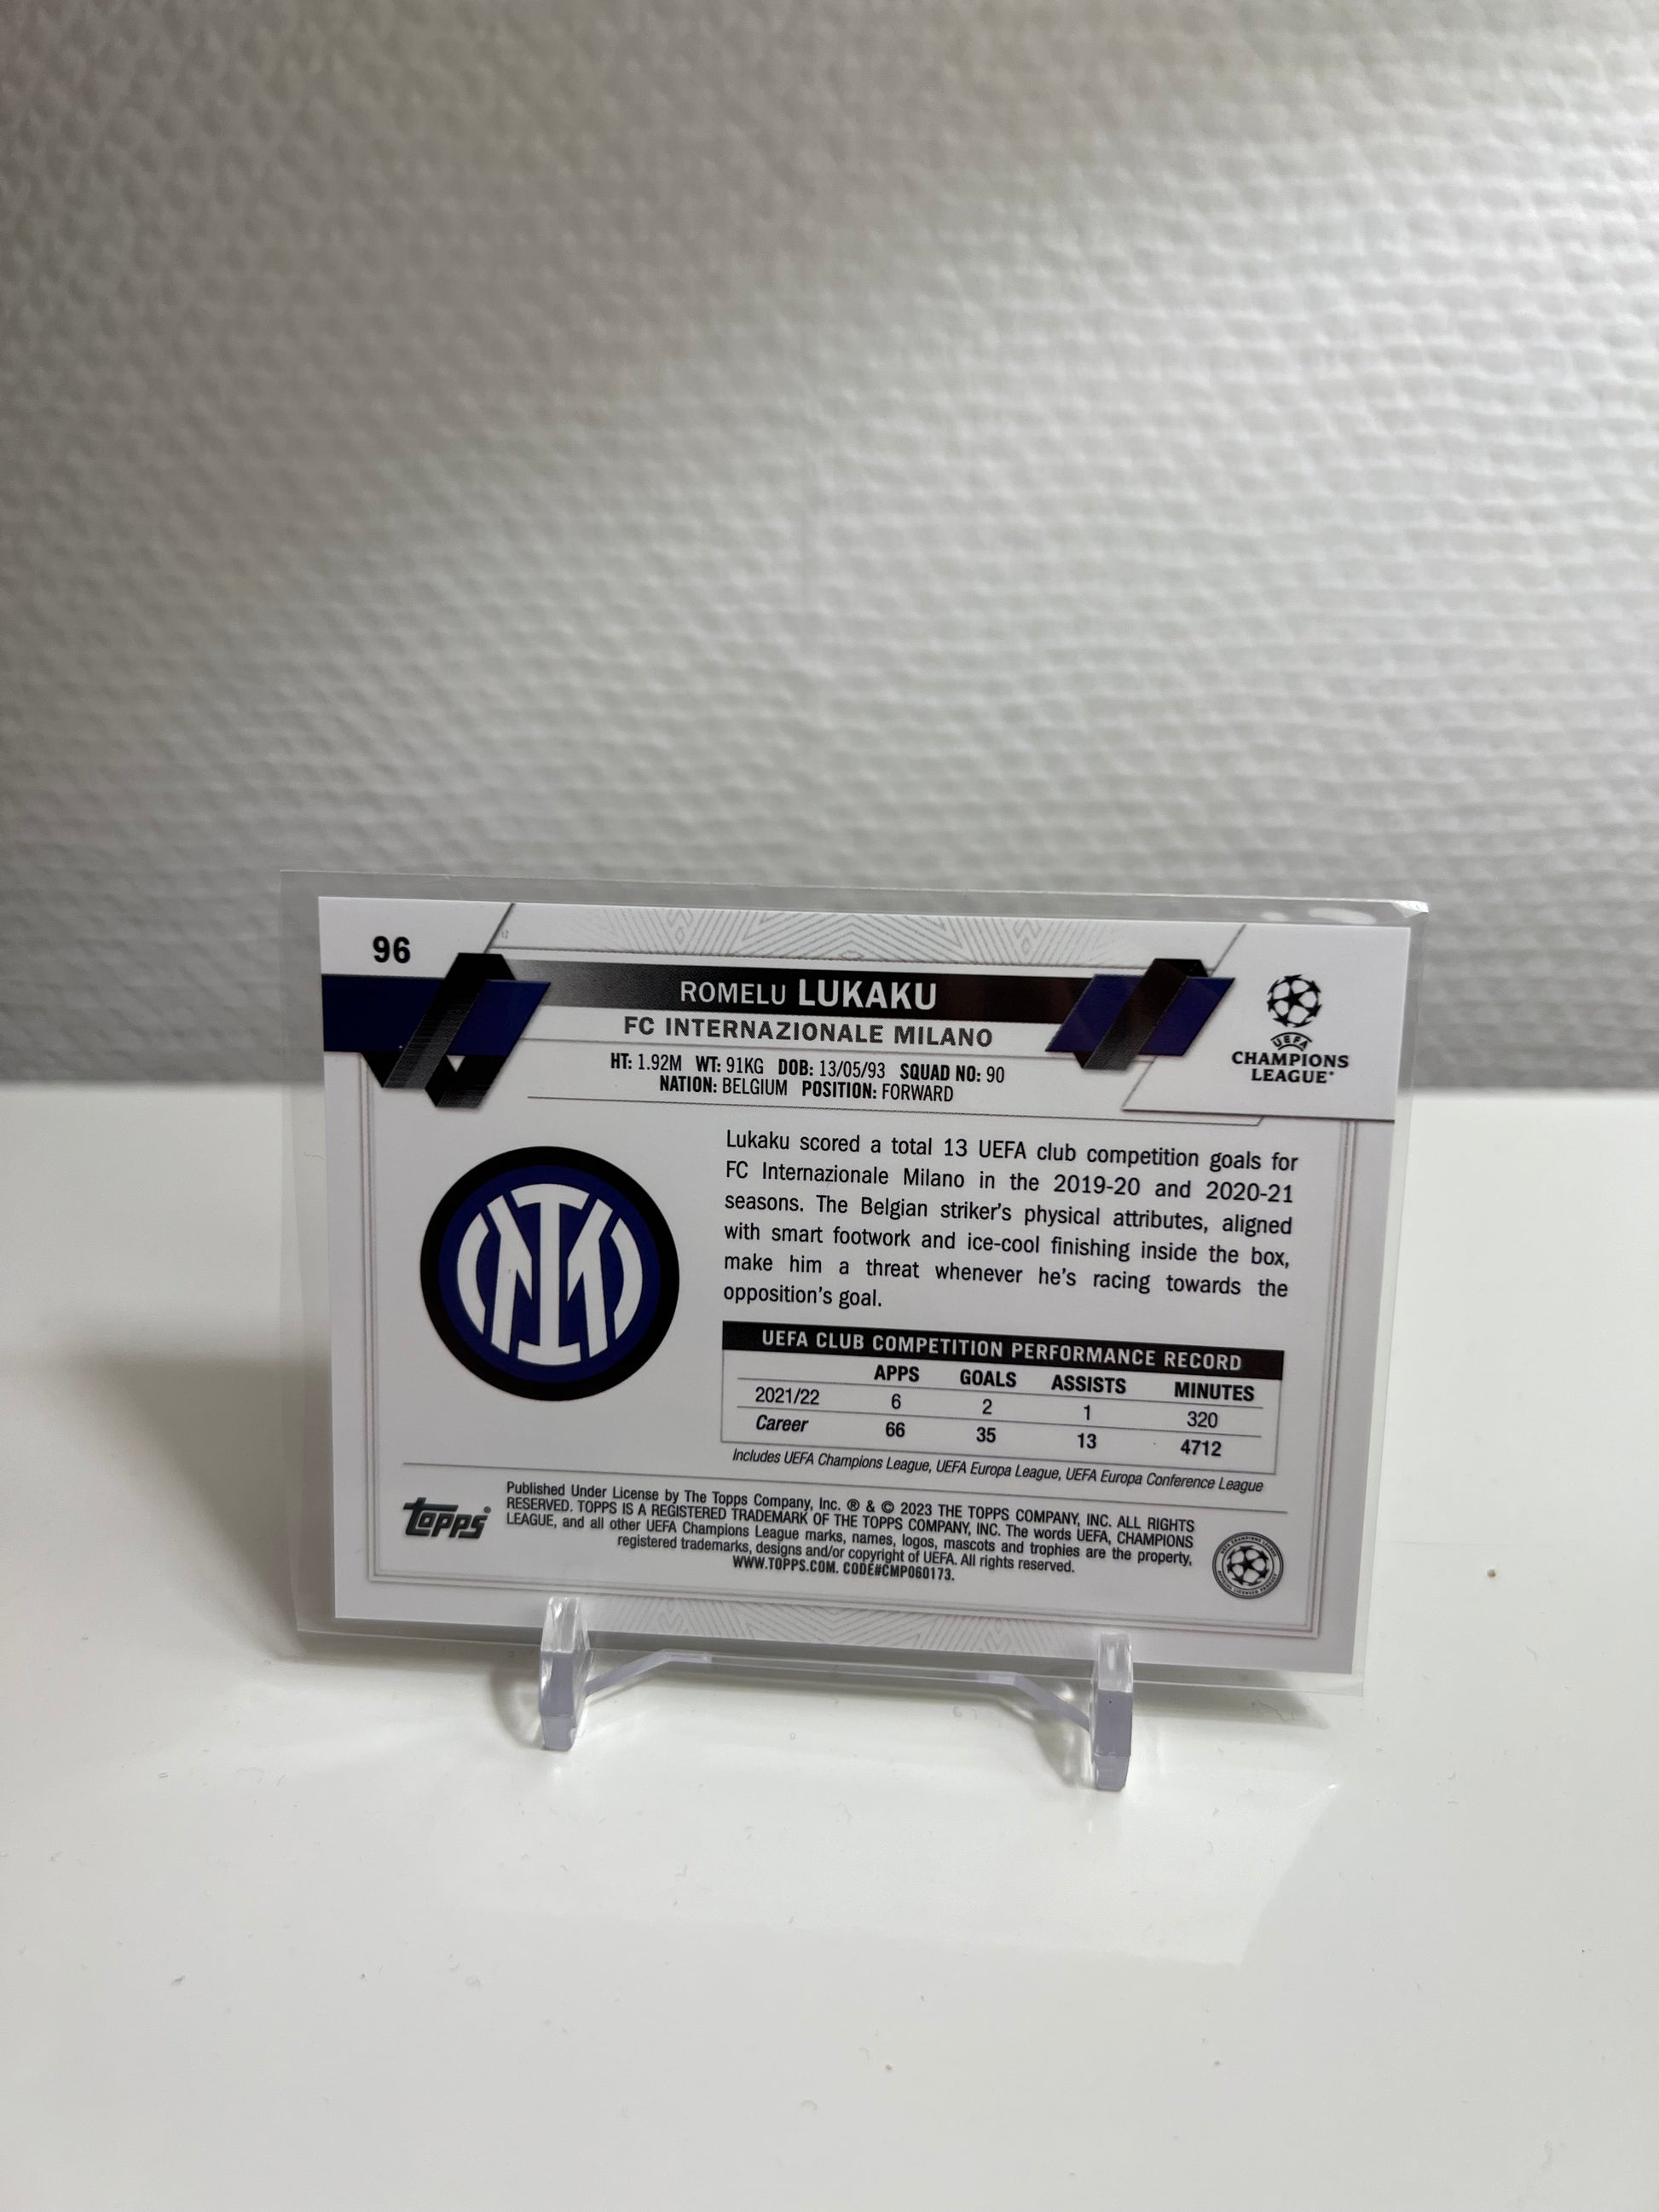 96
ROMELU LUKAKU
FC INTERNAZIONALE MILANO
HT: 1.92M WT: 91KG DOB: 13/05/93 SQUAD NO: 90
NATION: BELGIUM POSITION: FORWARD
UEFA
CHAMPIONS
LEAGUE
Lukaku scored a total 13 UEFA club competition goals for
FC Internazionale Milano in the 2019-20 and 2020-21
seasons. The Belgian striker's physical attributes, aligned
with smart footwork and ice-cool finishing inside the box,
make him a threat whenever he's racing towards the
opposition's goal.
UEFA CLUB COMPETITION PERFORMANCE RECORD
APPS GOALS ASSISTS MINUTES
2021/22 6 2 1 320
Career 66 35 13 4712
Includes UEFA Champions League, UEFA Europa League, UEFA Europa Conference League
topps®
Published Under License by The Topps Company, Inc. ® & © 2023 THE TOPPS COMPANY, INC. ALL RIGHTS
RESERVED. TOPPS IS A REGISTERED TRADEMARK OF THE TOPPS COMPANY, INC. The words UEFA, CHAMPIONS
LEAGUE, and all other UEFA Champions League marks, names, logos, mascots and trophies are the property,
registered trademarks, designs and/or copyright of UEFA. All rights reserved.
WWW.TOPPS.COM. CODE#CMP060173.